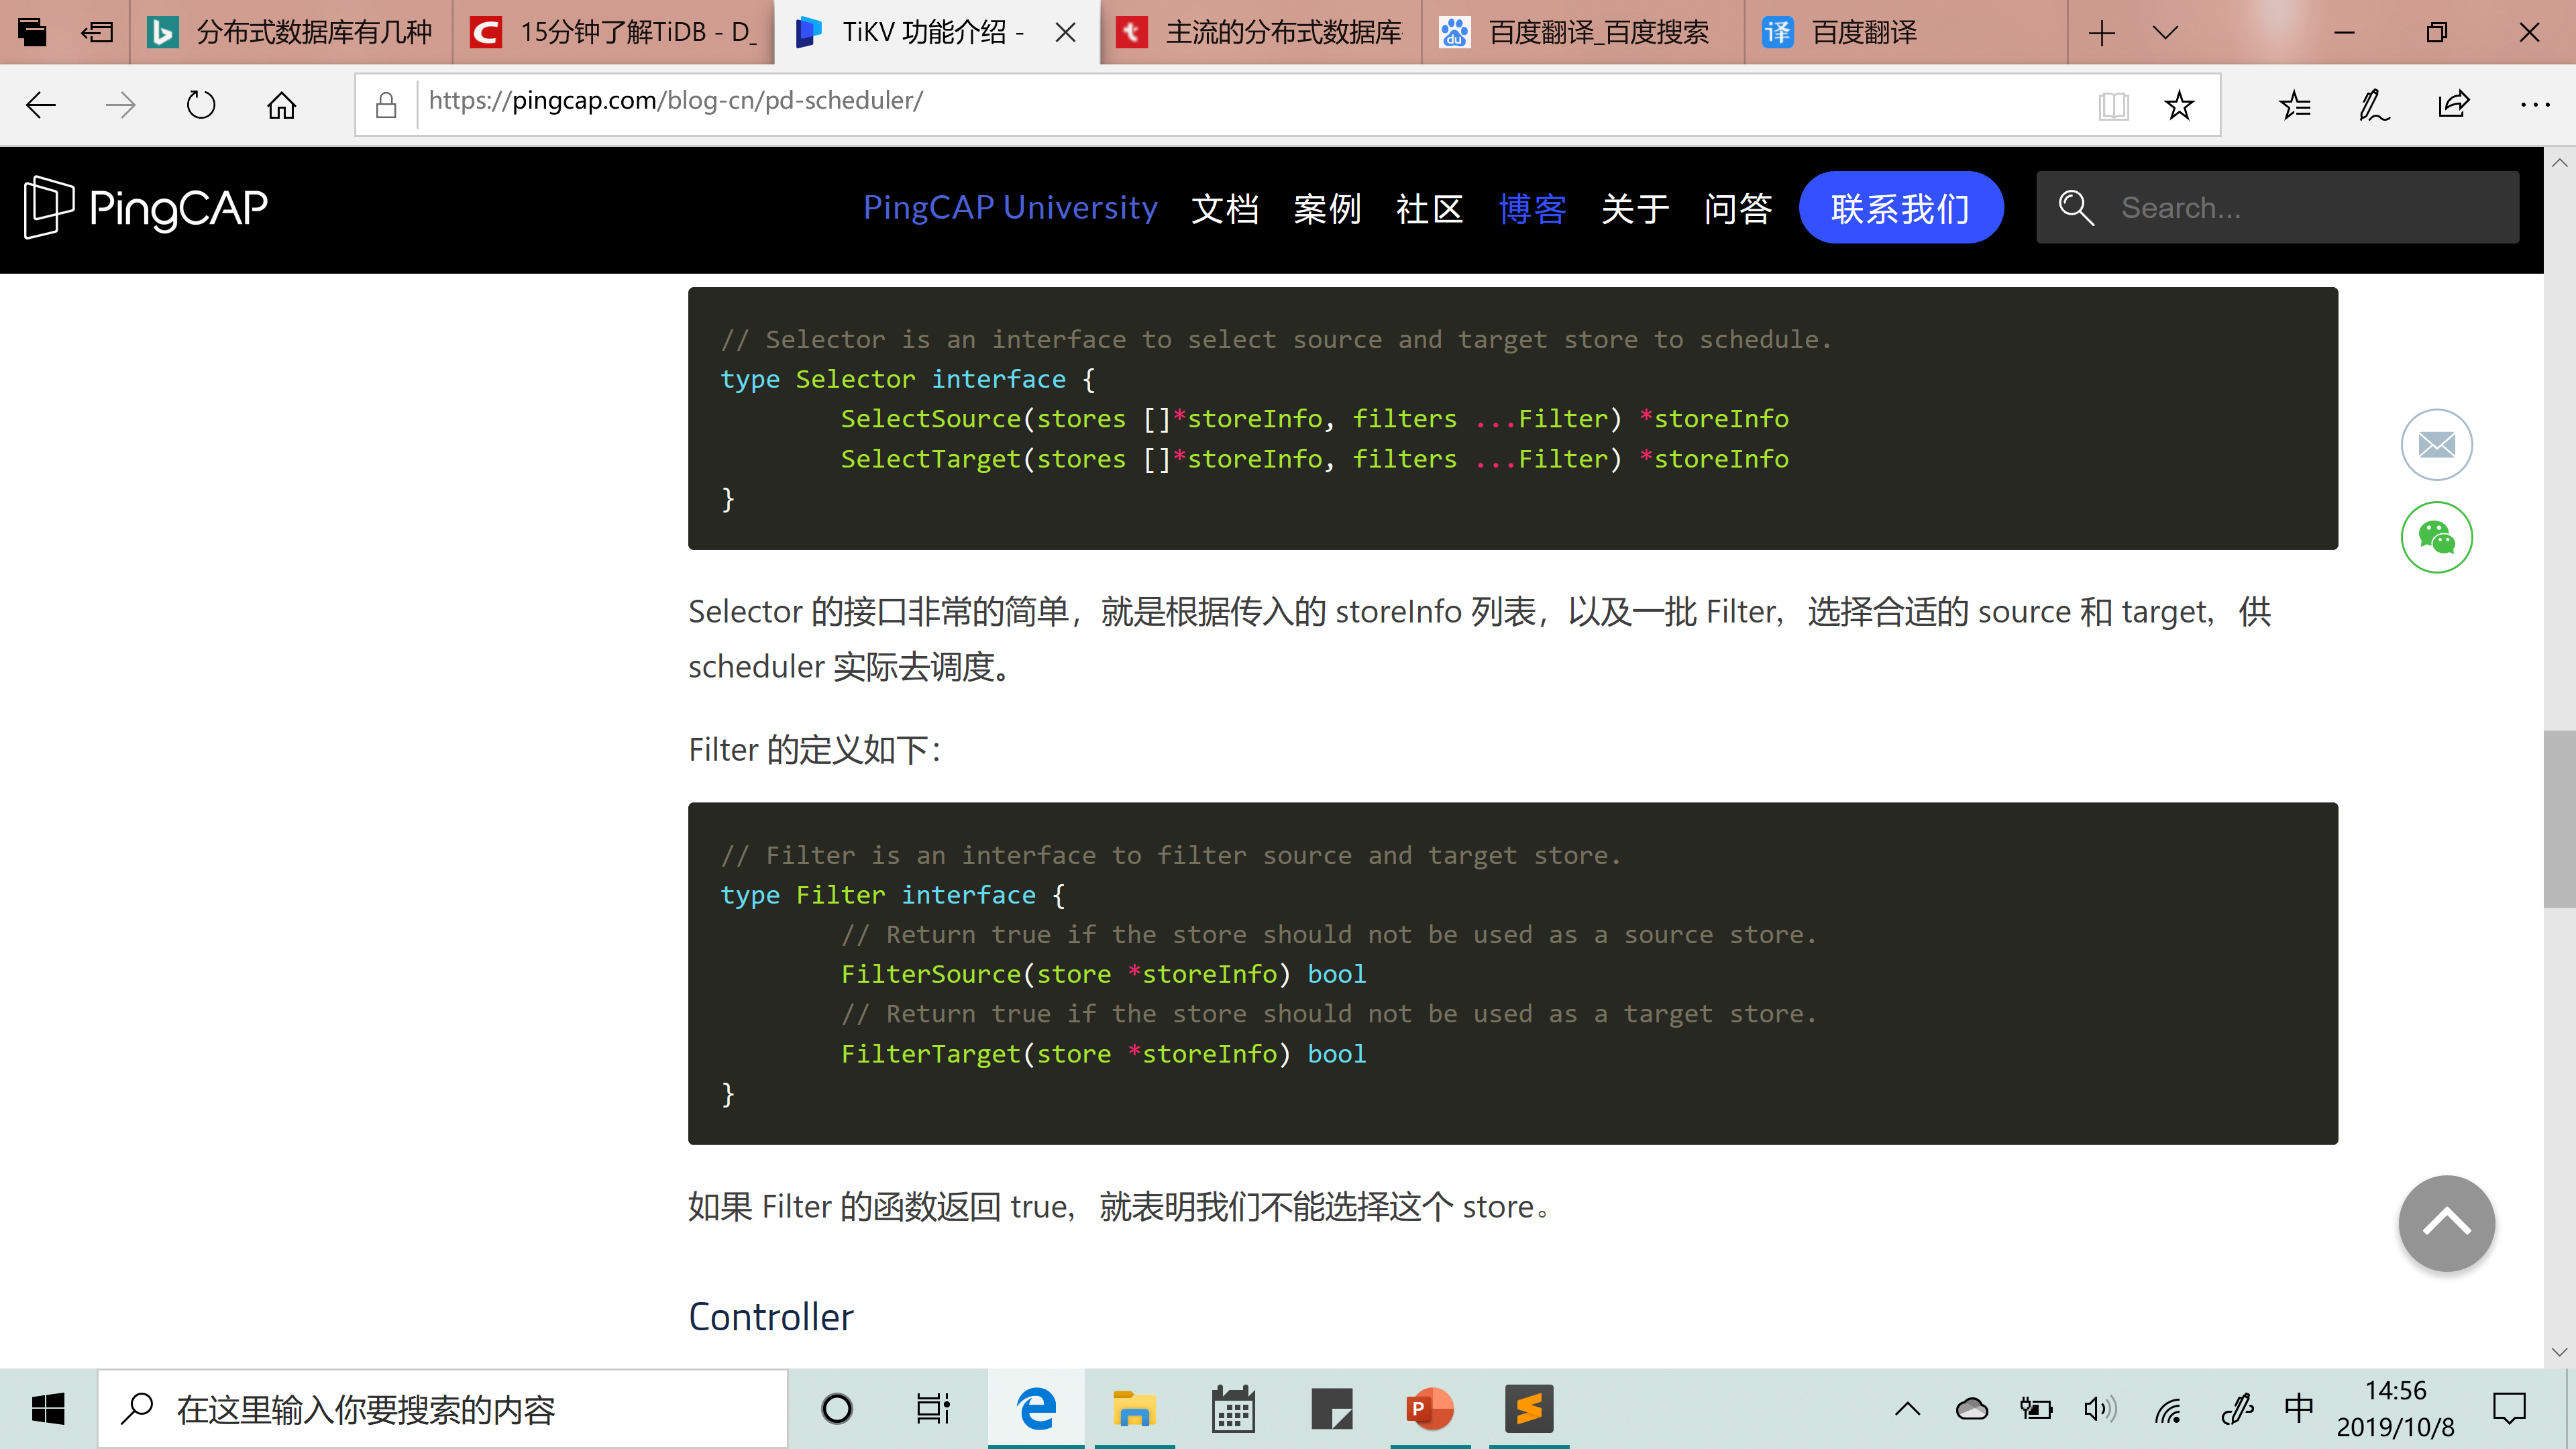 分布式数据库有几种
15分钟了解TiDB - D_
TiKV 功能介绍 -
主流的分布式数据库
百度翻译_百度搜索
百度翻译
https://pingcap.com/blog-cn/pd-scheduler/
PingCAP
PingCAP University 文档 案例 社区 博客 关于 问答 联系我们 Search...
// Selector is an interface to select source and target store to schedule.
type Selector interface {
SelectSource(stores []*storeInfo, filters ...Filter) *storeInfo
SelectTarget(stores []*storeInfo, filters ...Filter) *storeInfo
}
Selector 的接口非常的简单，就是根据传入的 storeInfo 列表，以及一批 Filter，选择合适的 source 和 target，供
scheduler 实际去调度。
Filter 的定义如下：
// Filter is an interface to filter source and target store.
type Filter interface {
// Return true if the store should not be used as a source store.
FilterSource(store *storeInfo) bool
// Return true if the store should not be used as a target store.
FilterTarget(store *storeInfo) bool
}
如果 Filter 的函数返回 true，就表明我们不能选择这个 store。
Controller
在这里输入你要搜索的内容
中
14:56
2019/10/8